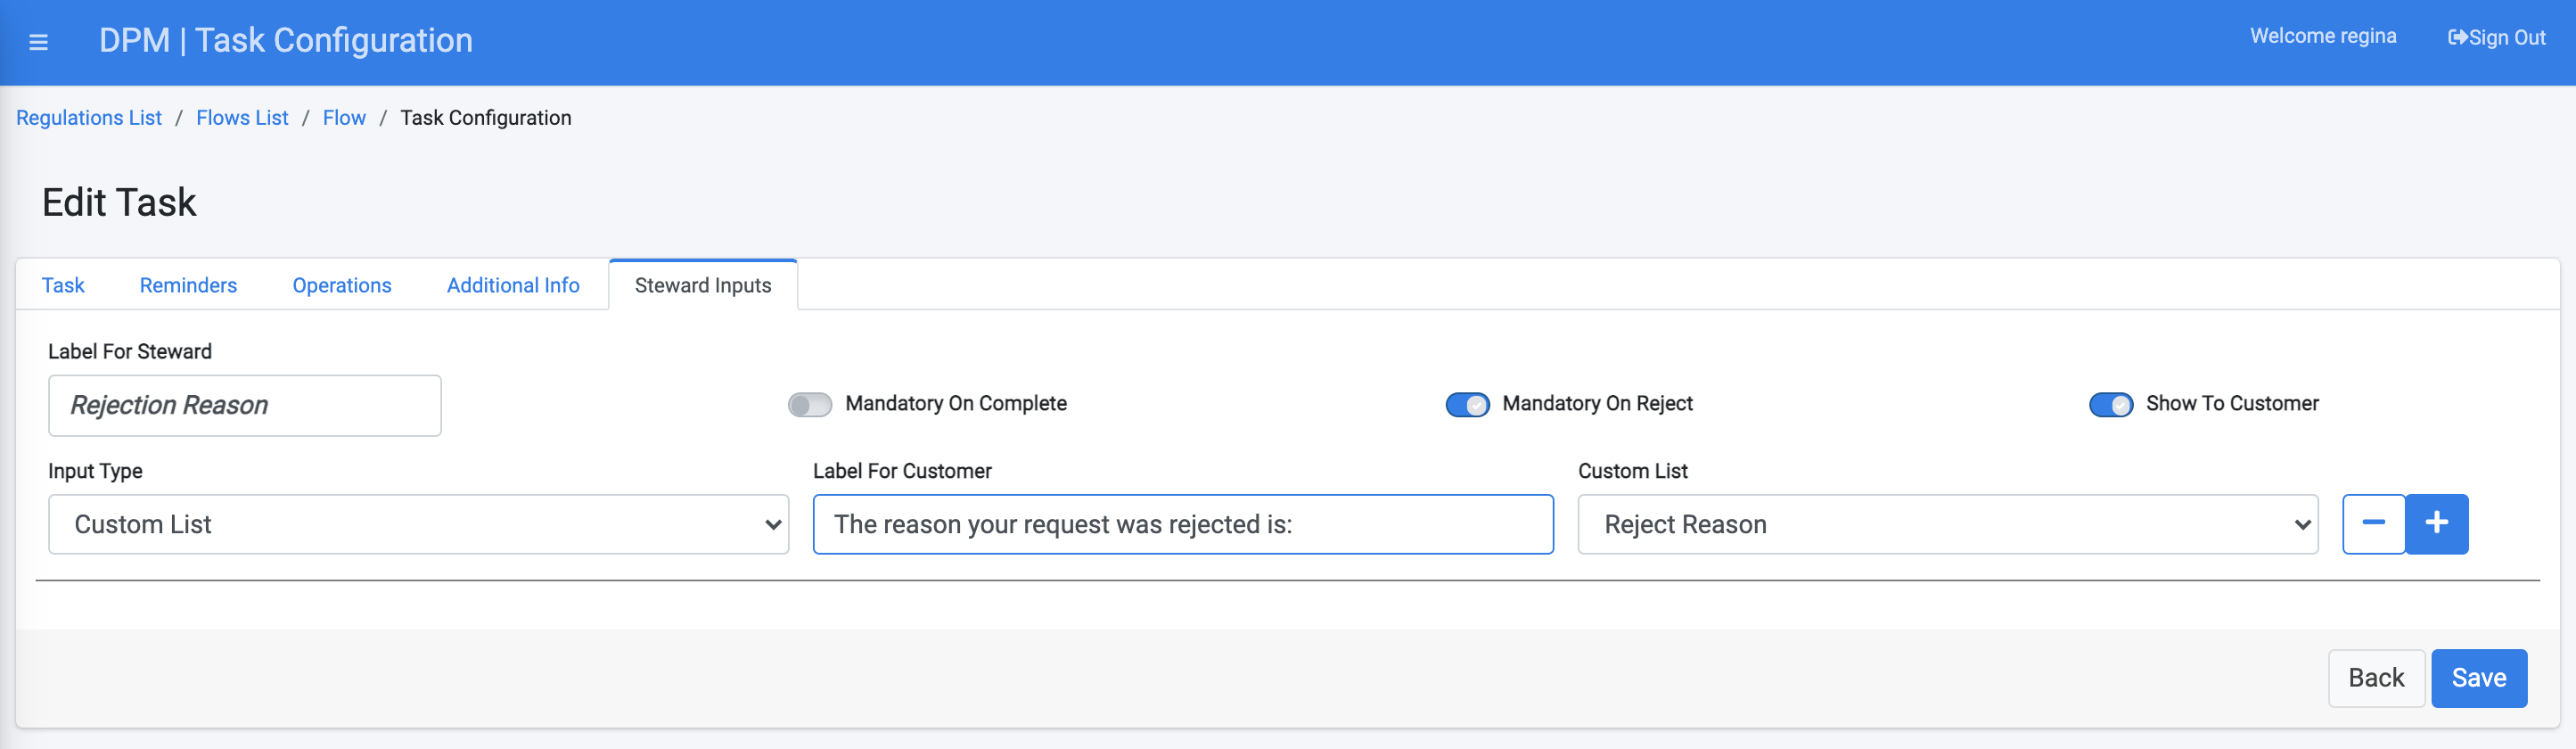 DPM | Task Configuration
Welcome regina
Sign Out
Regulations List / Flows List / Flow / Task Configuration
Edit Task
Task
Reminders
Operations
Additional Info
Steward Inputs
Label For Steward
Rejection Reason
Mandatory On Complete
Mandatory On Reject
Show To Customer
Input Type
Label For Customer
Custom List
Custom List
The reason your request was rejected is:
Reject Reason
Back
Save